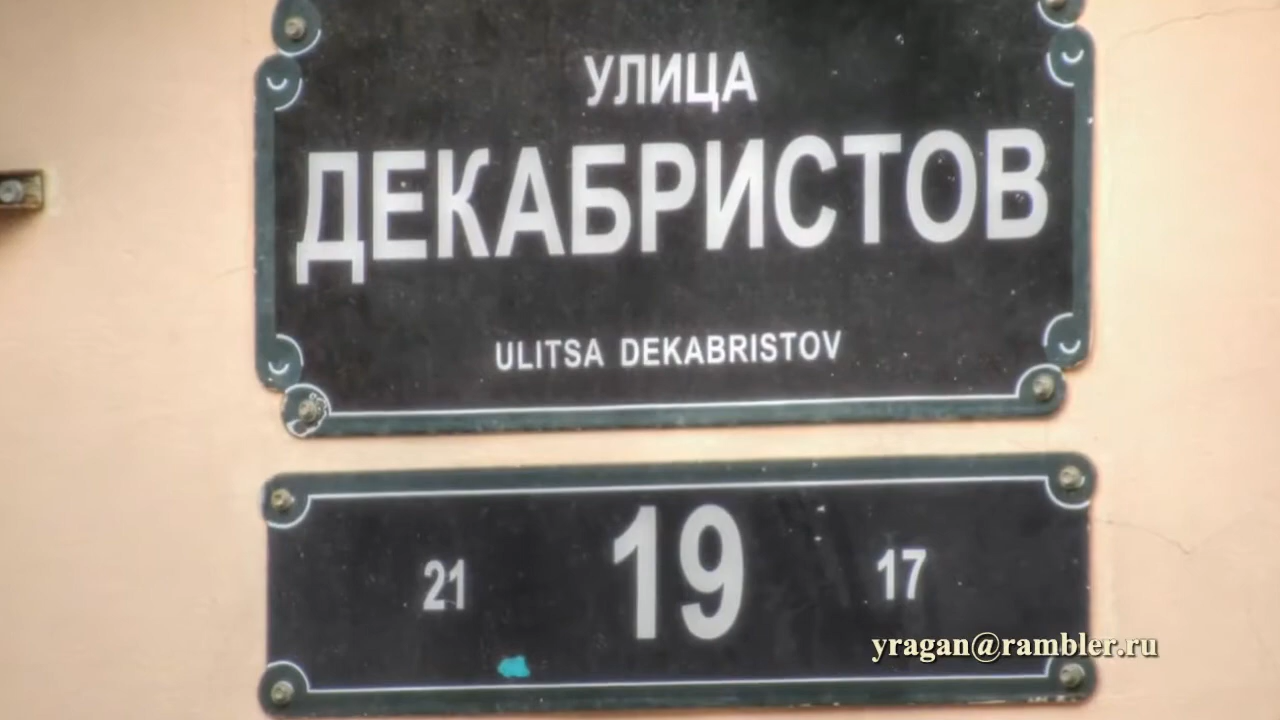 УЛИЦА
ДЕКАБРИСТОВ
ULITSA DEKABRISTOV
21 19 17
yragan@rambler.ru